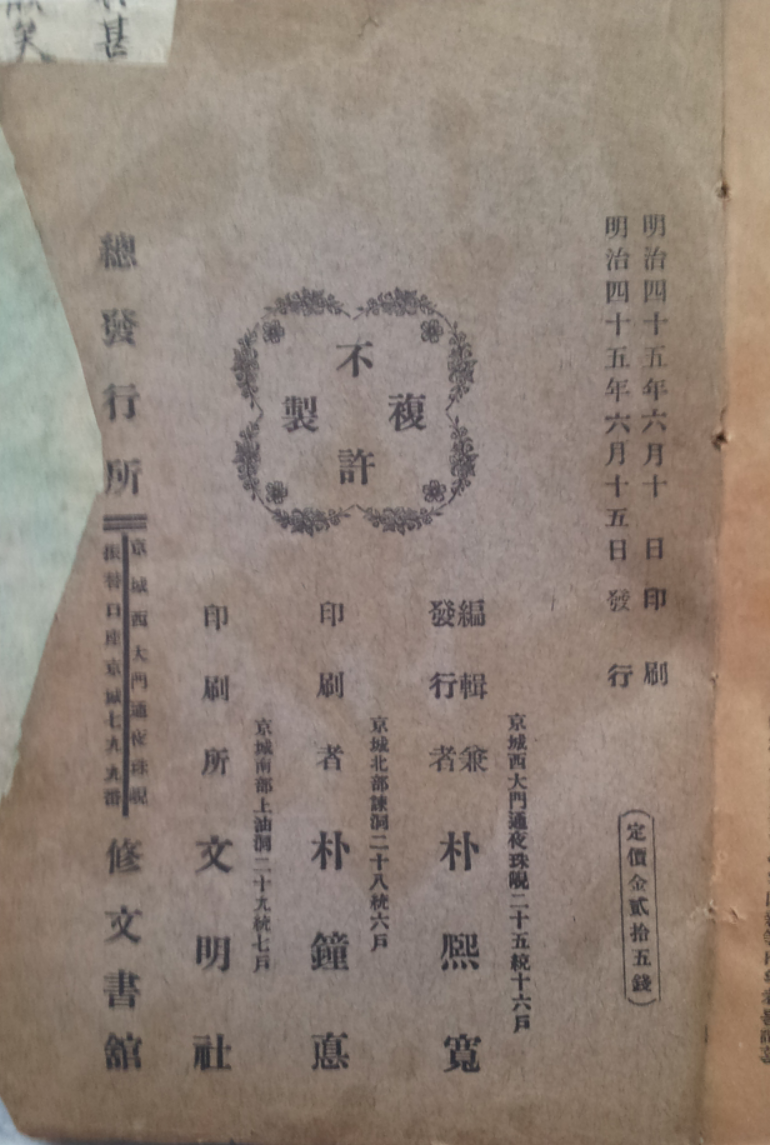 明治四十五年六月十日印刷
明治四十五年六月十五日發行
定價金貳拾五錢
不許複製
京城西大門通夜珠峴二十五統十六戶
編輯兼發行者 朴熙寬
京城北部諫洞二十八統六戶
印刷者 朴鐘
京城南部上油洞二十九統七戶
印刷所 文明社
總發行所
京城西大門通夜珠峴
振替口座京城七九九番
修文書館
甚
笑